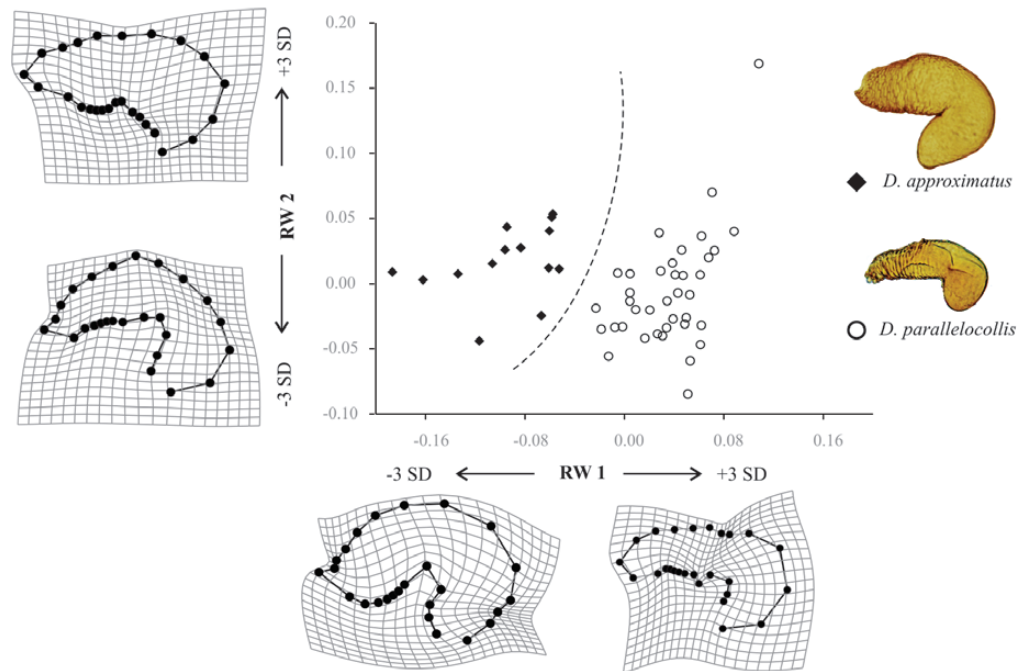 +3 SD
RW 2
-3 SD
0.20
0.15
0.10
0.05
0.00
-0.05
-0.10
-0.16
-0.08
0.00
0.08
0.16
-3 SD
RW 1
+3 SD
D. approximatus
D. parallelocollis